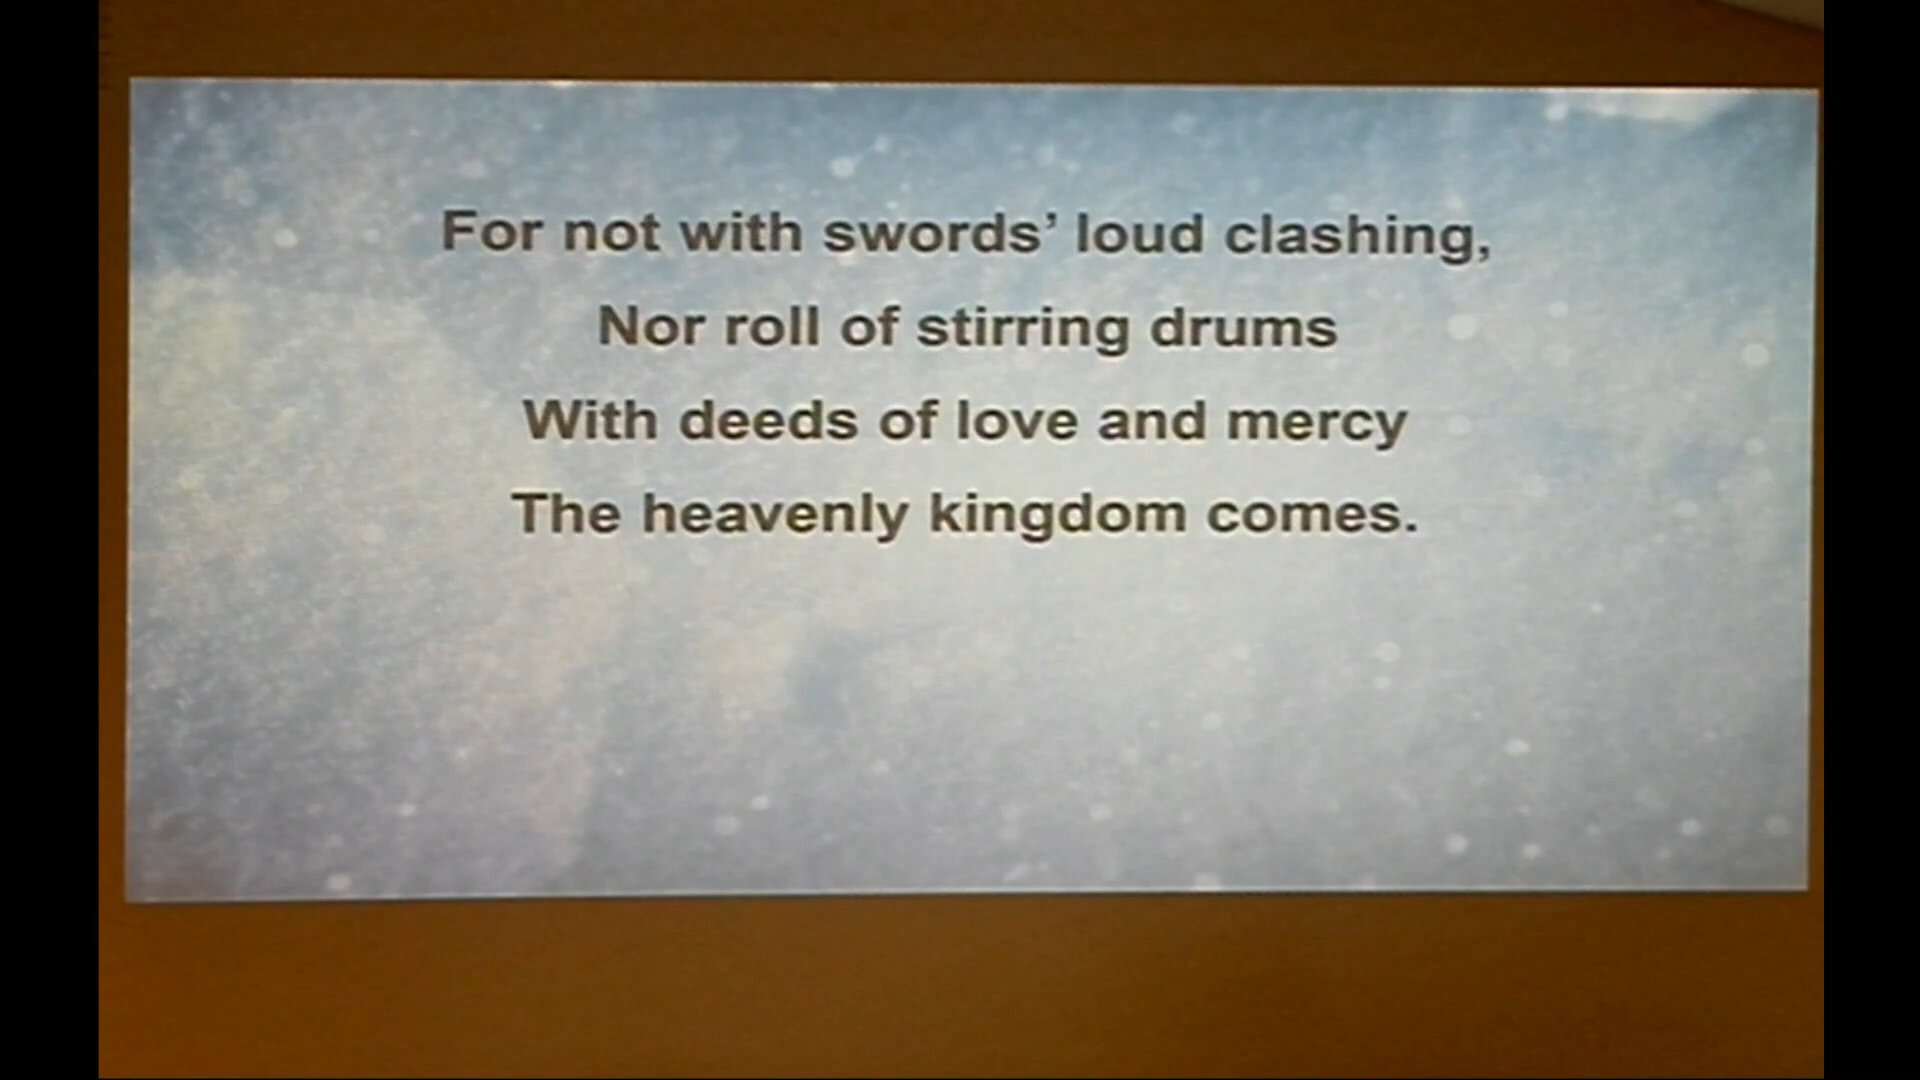 For not with swords’ loud clashing,
Nor roll of stirring drums
With deeds of love and mercy
The heavenly kingdom comes.